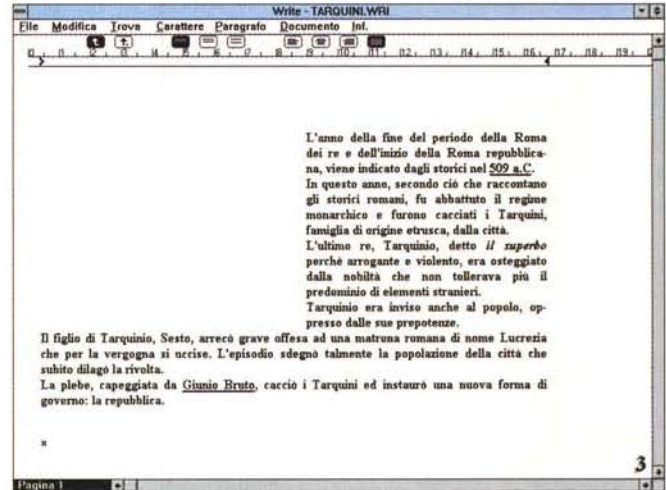 Write - TARQUINI.WRI
File Modifica Trova Carattere Paragrafo Documento Inf.
L'anno della fine del periodo della Roma
dei re e dell'inizio della Roma repubblica-
na, viene indicato dagli storici nel 509 a.C.
In questo anno, secondo ciò che raccontano
gli storici romani, fu abbattuto il regime
monarchico e furono cacciati i Tarquini,
famiglia di origine etrusca, dalla città.
L'ultimo re, Tarquinio, detto il superbo
perchè arrogante e violento, era osteggiato
dalla nobiltà che non tollerava più il
predominio di elementi stranieri.
Tarquinio era inviso anche al popolo, op-
presso dalle sue prepotenze.
Il figlio di Tarquinio, Sesto, arrecò grave offesa ad una matrona romana di nome Lucrezia
che per la vergogna si uccise. L'episodio sdegnò talmente la popolazione della città che
subito dilagò la rivolta.
La plebe, capeggiata da Giunio Bruto, cacciò i Tarquini ed instaurò una nuova forma di
governo: la repubblica.
3
Pagina 1